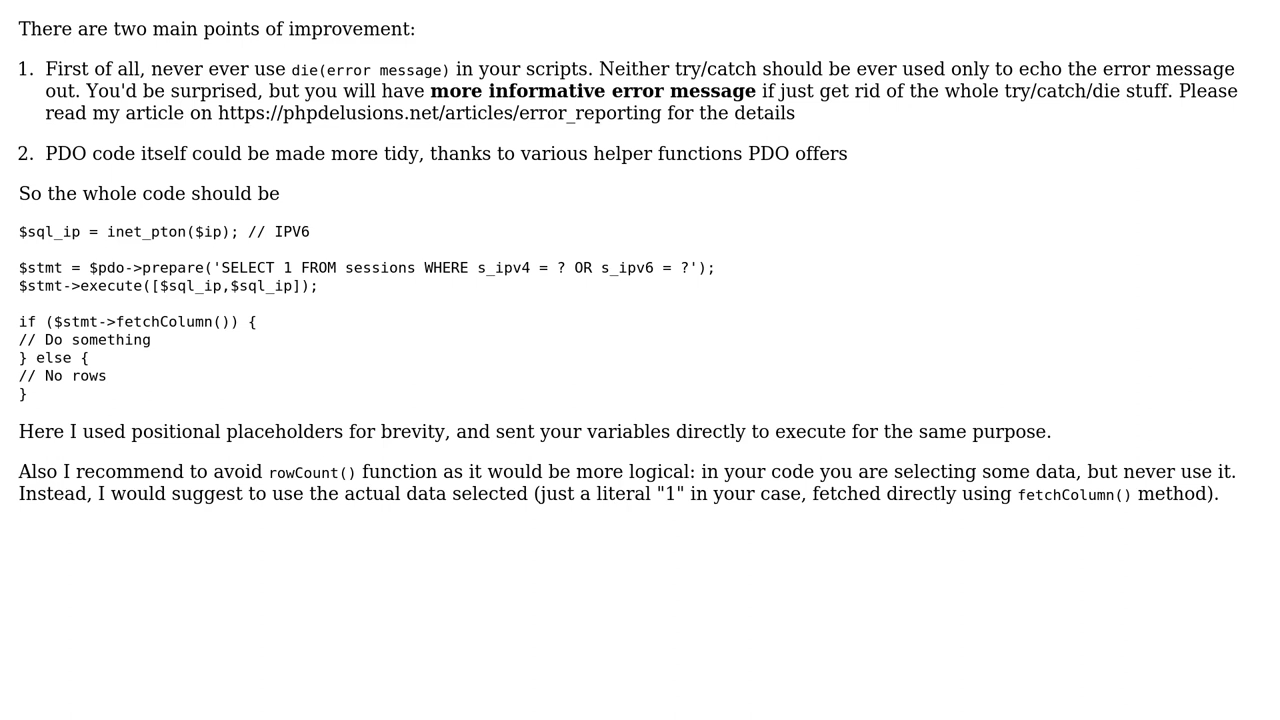 There are two main points of improvement:
1. First of all, never ever use die(error message) in your scripts. Neither try/catch should be ever used only to echo the error message
out. You'd be surprised, but you will have more informative error message if just get rid of the whole try/catch/die stuff. Please
read my article on https://phpdelusions.net/articles/error_reporting for the details
2. PDO code itself could be made more tidy, thanks to various helper functions PDO offers
So the whole code should be
$sql_ip = inet_pton($ip); // IPV6
$stmt = $pdo->prepare('SELECT 1 FROM sessions WHERE s_ipv4 = ? OR s_ipv6 = ?');
$stmt->execute([$sql_ip,$sql_ip]);
if ($stmt->fetchColumn()) {
// Do something
} else {
// No rows
}
Here I used positional placeholders for brevity, and sent your variables directly to execute for the same purpose.
Also I recommend to avoid rowCount() function as it would be more logical: in your code you are selecting some data, but never use it.
Instead, I would suggest to use the actual data selected (just a literal "1" in your case, fetched directly using fetchColumn() method).